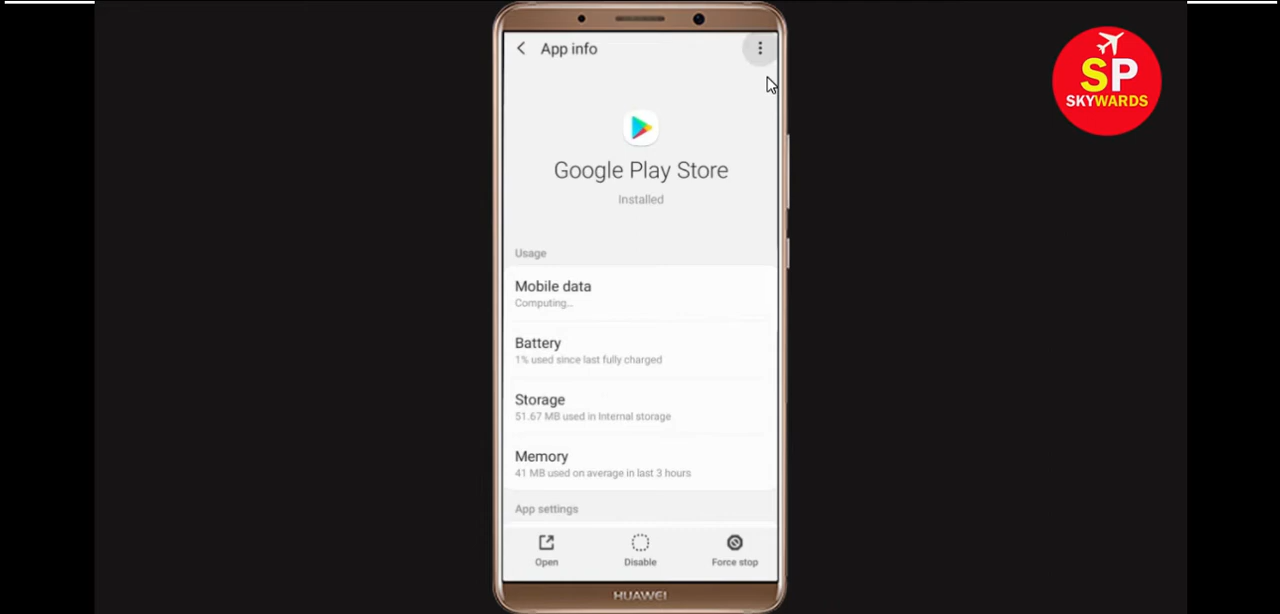 App info
SP
SKYWARDS
Google Play Store
Installed
Usage
Mobile data
Computing...
Battery
1% used since last fully charged
Storage
51.67 MB used in Internal storage
Memory
41 MB used on average in last 3 hours
App settings
Open
Disable
Force stop
HUAWEI